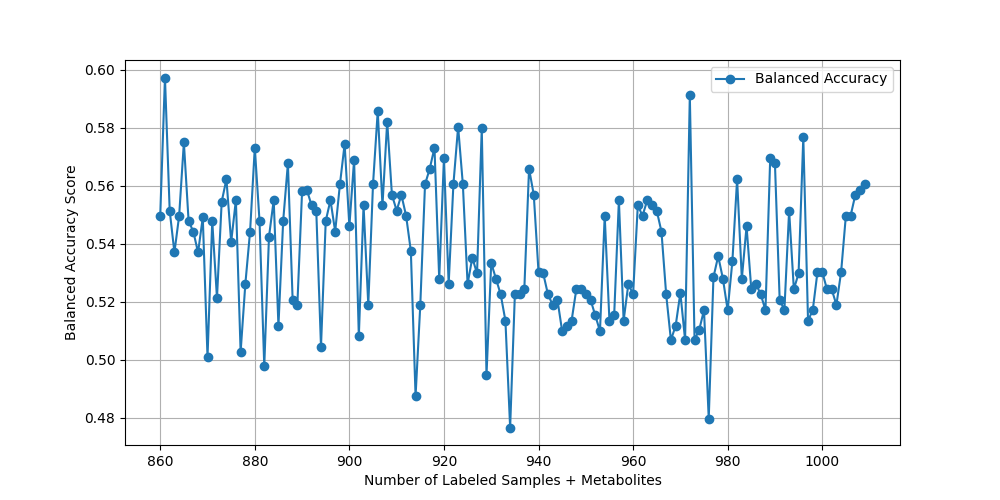 0.60
0.58
0.56
0.54
0.52
0.50
0.48
Balanced Accuracy Score
Balanced Accuracy
860 880 900 920 940 960 980 1000
Number of Labeled Samples + Metabolites